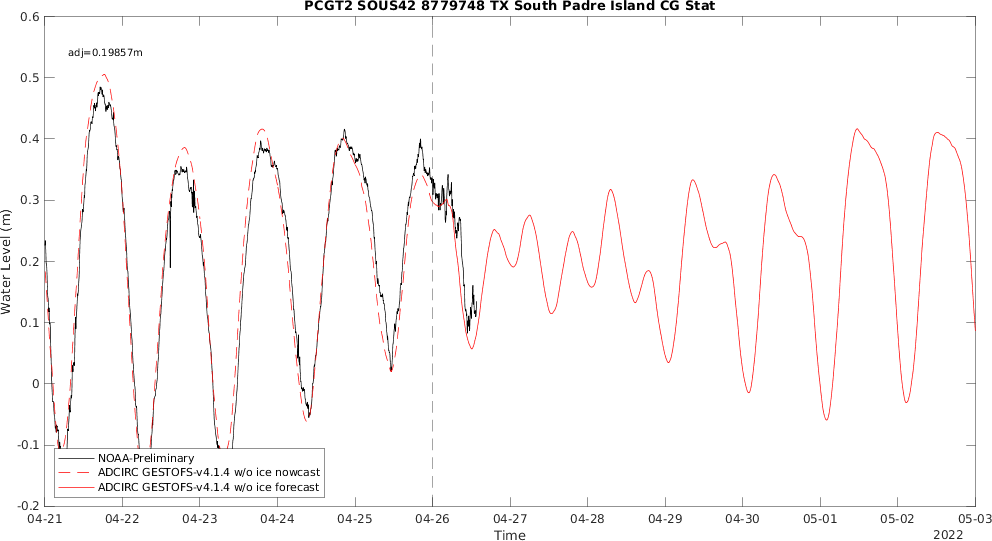 PCGT2 SOUS42 8779748 TX South Padre Island CG Stat
adj=0.19857m
Water Level (m)
0.6
0.5
0.4
0.3
0.2
0.1
0
-0.1
-0.2
NOAA-Preliminary
ADCIRC GESTOFS-v4.1.4 w/o ice nowcast
ADCIRC GESTOFS-v4.1.4 w/o ice forecast
04-21 04-22 04-23 04-24 04-25 04-26 04-27 04-28 04-29 04-30 05-01 05-02 05-03
Time
2022